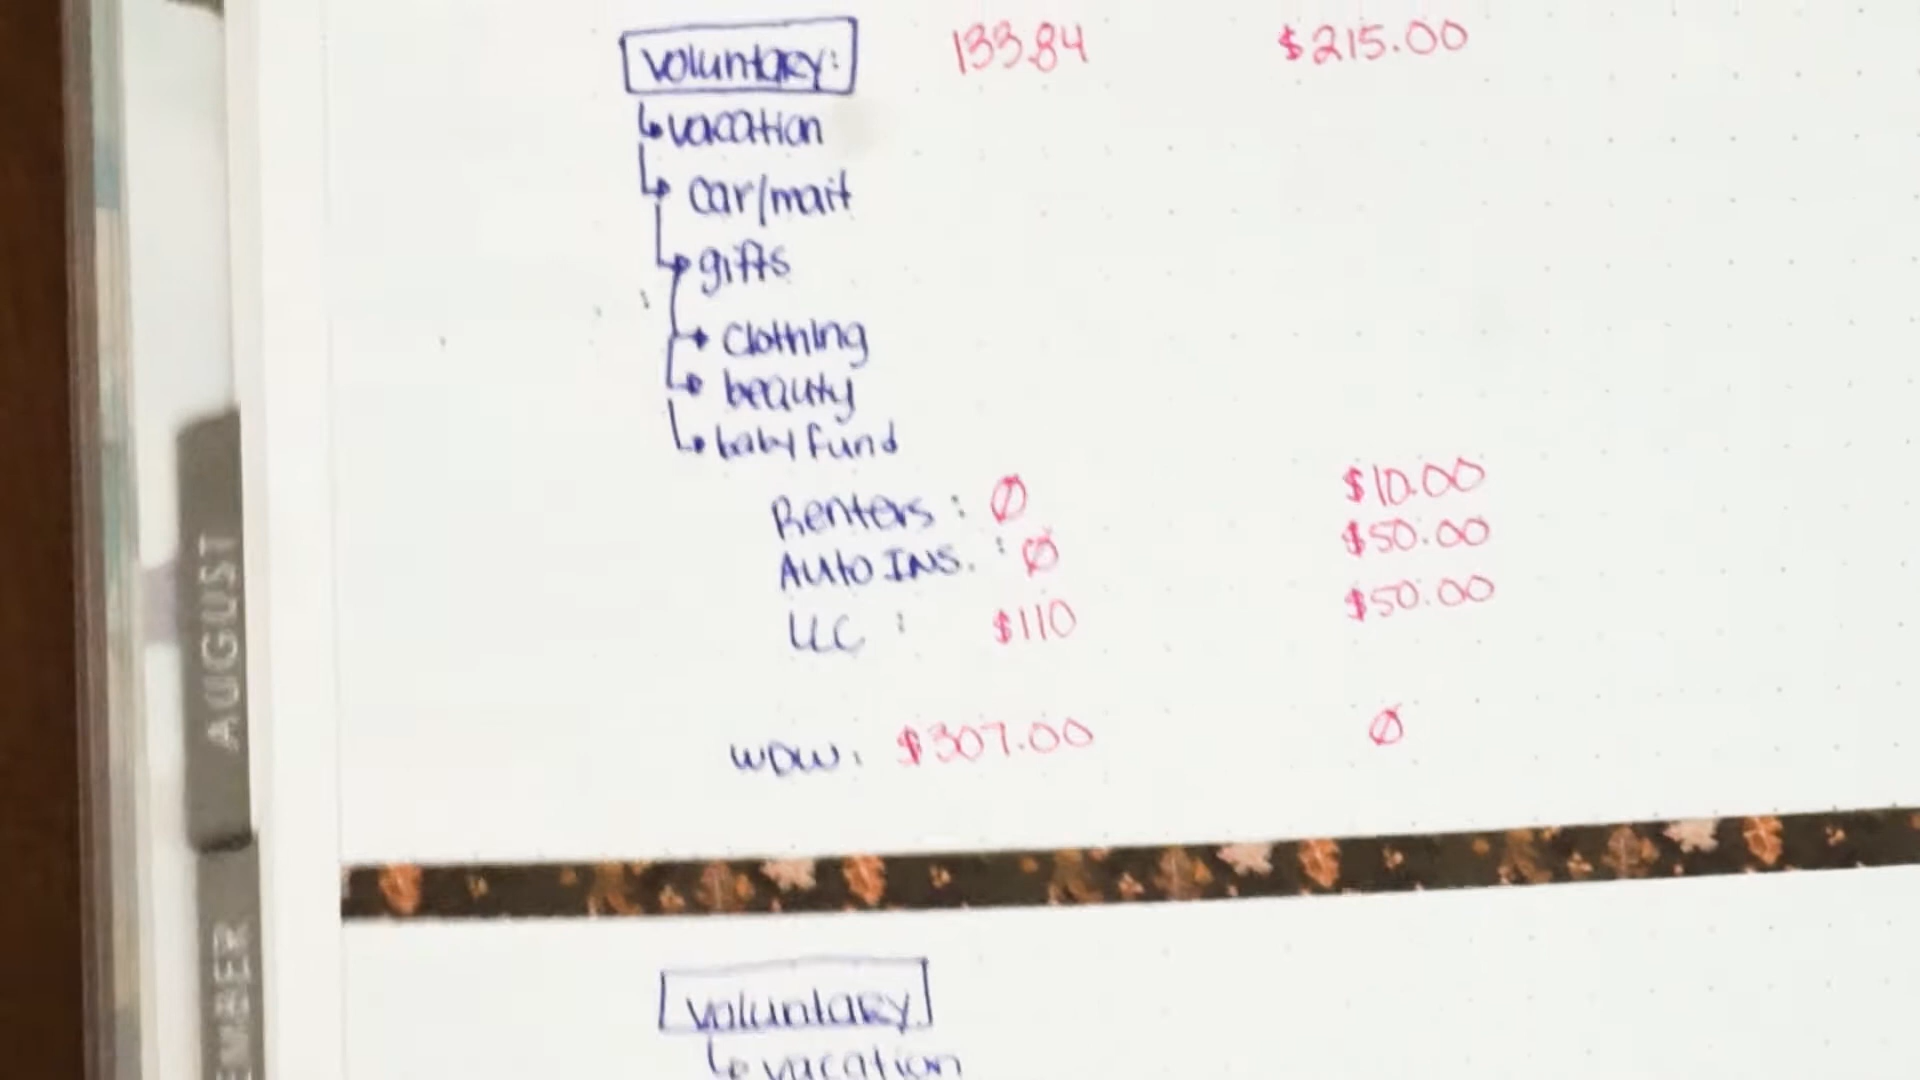 voluntary: 133.84 $215.00
vacation
car/mait
gifts
clothing
beauty
baby fund
Renters: Ø $10.00
Auto INS. : Ø $50.00
LLC : $110 $50.00
WDW: $307.00 Ø
voluntary
vacation
AUGUST
EMBER